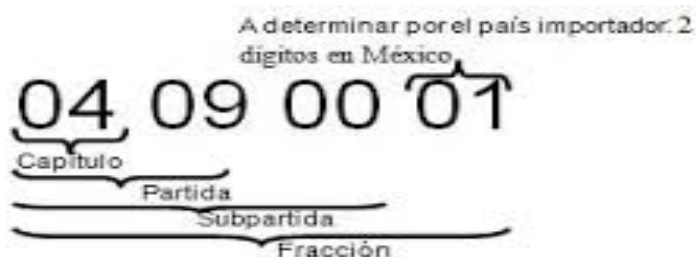 A determinar por el país importador: 2
dígitos en México
04 09 00 01
Capítulo
Partida
Subpartida
Fracción